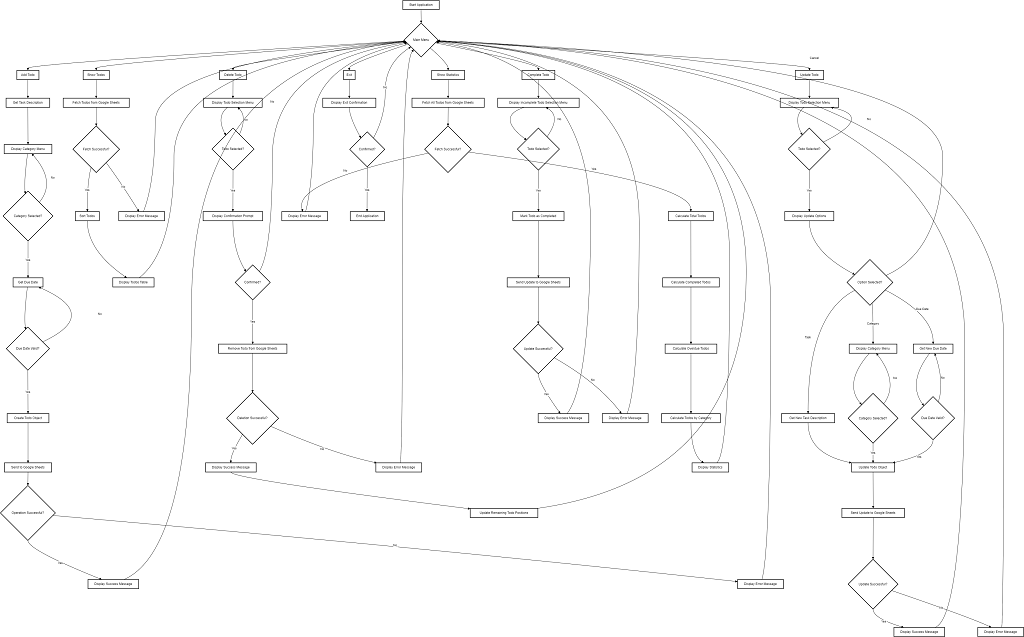 Start Application
Main Menu
Cancel
Add Todo
Show Todos
Delete Todo
Exit
Show Statistics
Complete Todo
Update Todo
Get Task Description
Fetch Todos from Google Sheets
Display Todo Selection Menu
Display Exit Confirmation
Fetch All Todos from Google Sheets
Display Incomplete Todo Selection Menu
Display Todo Selection Menu
No
No
No
No
No
Display Category Menu
Fetch Successful?
Todo Selected?
Confirmed?
Fetch Successful?
Todo Selected?
Todo Selected?
No
No
Yes
Yes
No
Yes
Yes
Yes
Yes
Category Selected?
Sort Todos
Display Error Message
Display Confirmation Prompt
Display Error Message
End Application
Mark Todo as Completed
Calculate Total Todos
Display Update Options
Yes
Get Due Date
Display Todos Table
Confirmed?
Send Update to Google Sheets
Calculate Completed Todos
Option Selected?
No
Yes
Category
Due Date
Task
Due Date Valid?
Remove Todo from Google Sheets
Update Successful?
Calculate Overdue Todos
Display Category Menu
Get New Due Date
Yes
Yes
No
No
No
Create Todo Object
Operation Successful?
Display Success Message
Display Error Message
Calculate Todos by Category
Get New Task Description
Category Selected?
Due Date Valid?
Yes
No
Yes
Yes
Send to Google Sheets
Display Success Message
Display Error Message
Display Statistics
Update Todo Object
Operation Successful?
Update Remaining Todo Positions
Send Update to Google Sheets
No
Yes
Display Success Message
Display Error Message
Update Successful?
Yes
No
Display Success Message
Display Error Message